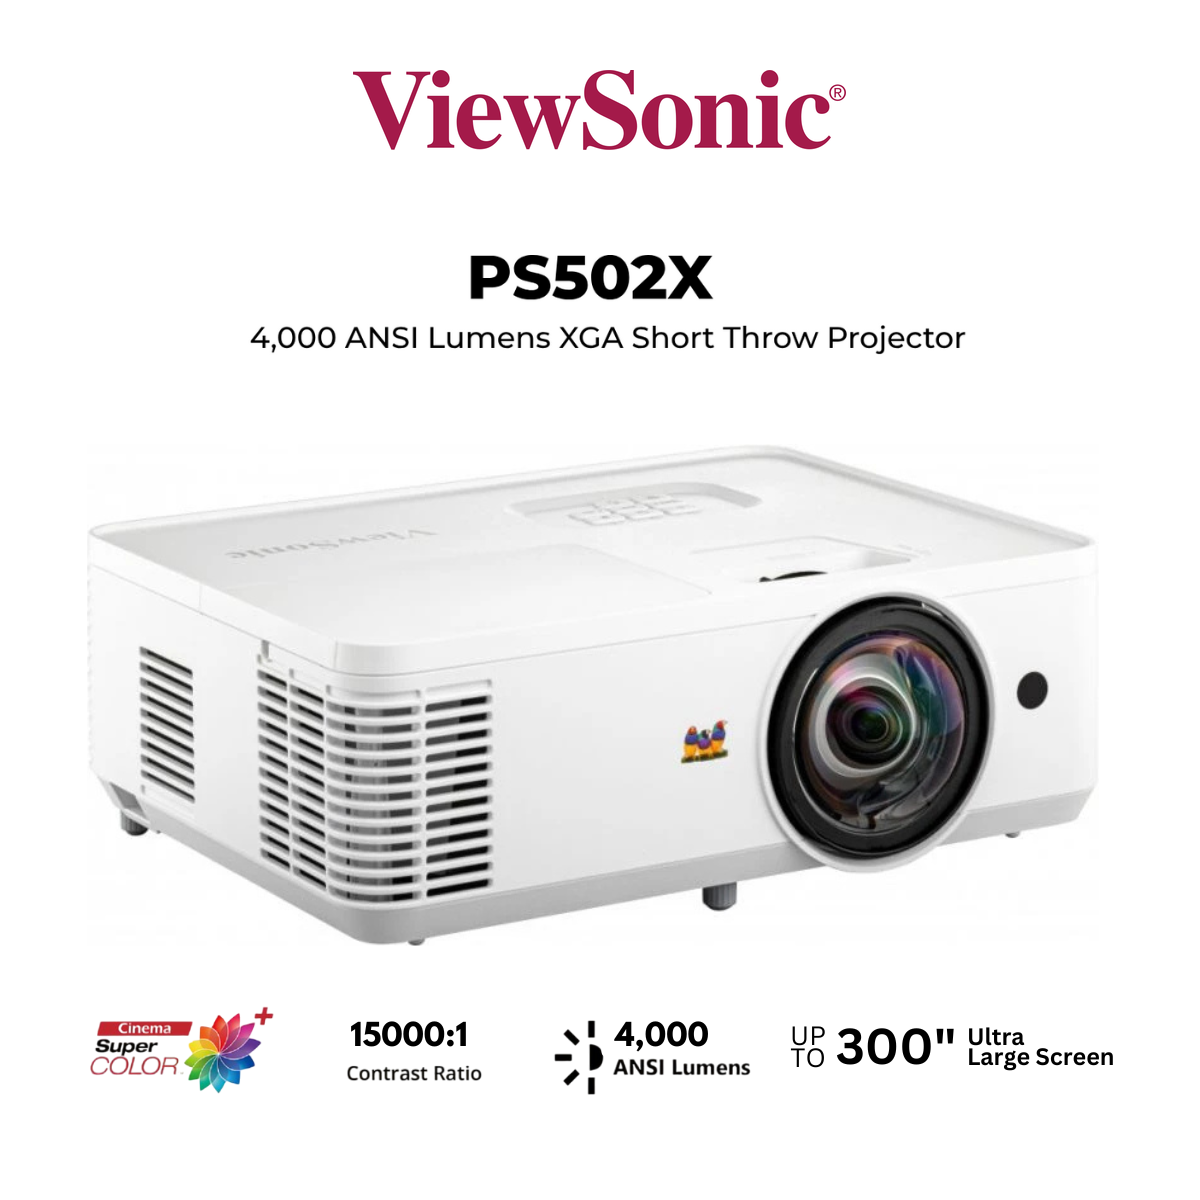 ViewSonic®
PS502X
4,000 ANSI Lumens XGA Short Throw Projector
ViewSonic
Cinema
Super
COLOR
+
15000:1
Contrast Ratio
4,000
ANSI Lumens
UP
TO
300"
Ultra
Large Screen